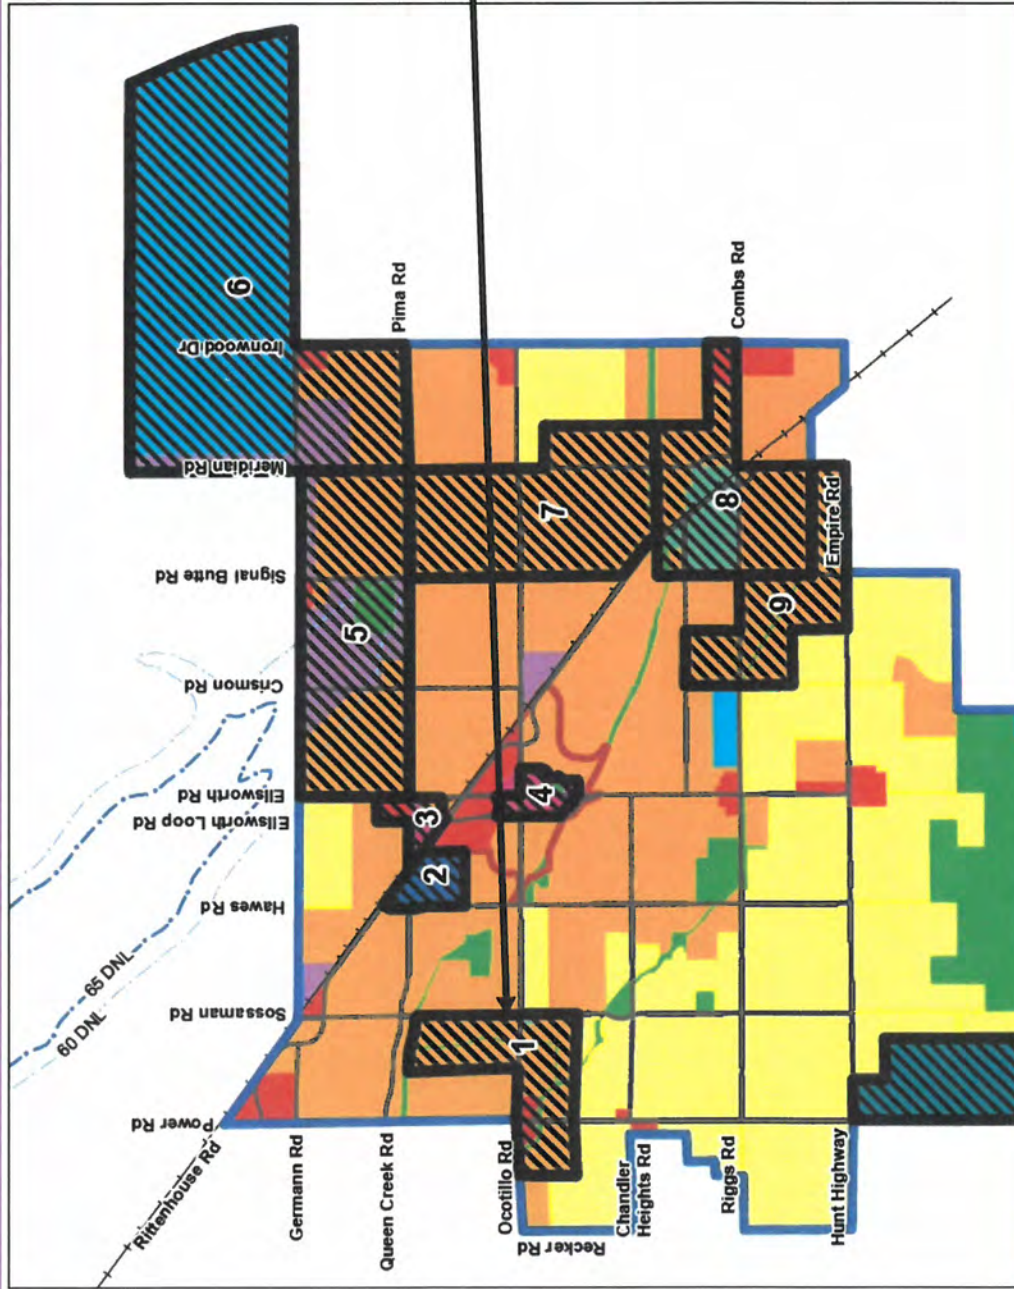 6
Ironwood Dr
Pima Rd
Combs Rd
Meridian Rd
Signal Butte Rd
5
7
8
Empire Rd
9
Crismon Rd
Ellsworth Rd
Ellsworth Loop Rd
3
4
2
Hawes Rd
65 DNL
60 DNL
Sossaman Rd
1
Power Rd
Rittenhouse Rd
Germann Rd
Queen Creek Rd
Ocotillo Rd
Recker Rd
Chandler
Heights Rd
Riggs Rd
Hunt Highway